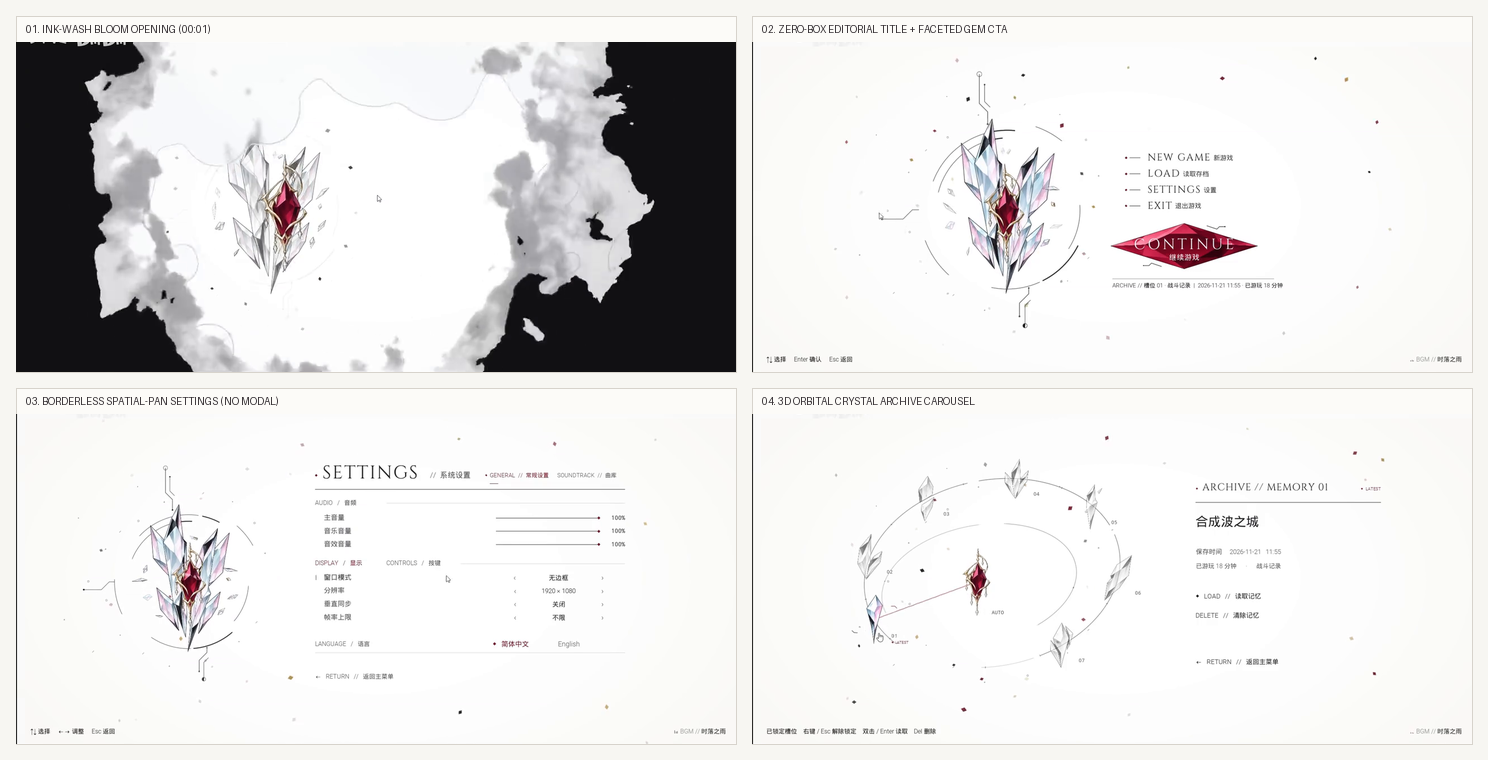 01. INK-WASH BLOOM OPENING (00:01)
02. ZERO-BOX EDITORIAL TITLE + FACETED GEM CTA
NEW GAME 新游戏
LOAD 读取存档
SETTINGS 设置
EXIT 退出游戏
CONTINUE
继续游戏
ARCHIVE // 槽位 01 · 战斗记录 | 2026-11-21 11:55 · 已游玩 18 分钟
↑↓ 选择 Enter 确认 Esc 返回
BGM // 时落之雨
03. BORDERLESS SPATIAL-PAN SETTINGS (NO MODAL)
SETTINGS // 系统设置 GENERAL // 常规设置 SOUNDTRACK // 曲库
AUDIO / 音频
主音量 100%
音乐音量 100%
音效音量 100%
DISPLAY / 显示 CONTROLS / 按键
窗口模式 ‹ 无边框 ›
分辨率 ‹ 1920 × 1080 ›
垂直同步 ‹ 关闭 ›
帧率上限 ‹ 不限 ›
LANGUAGE / 语言 简体中文 English
← RETURN // 返回主菜单
↑↓ 选择 ←→ 调整 Esc 返回
BGM // 时落之雨
04. 3D ORBITAL CRYSTAL ARCHIVE CAROUSEL
04
03
05
02
06
AUTO
01
LATEST
07
ARCHIVE // MEMORY 01 LATEST
合成波之城
保存时间 2026-11-21 11:55
已游玩 18 分钟 · 战斗记录
LOAD // 读取记忆
DELETE // 清除记忆
← RETURN // 返回主菜单
已锁定槽位 右键 / Esc 解除锁定 双击 / Enter 读取 Del 删除
BGM // 时落之雨